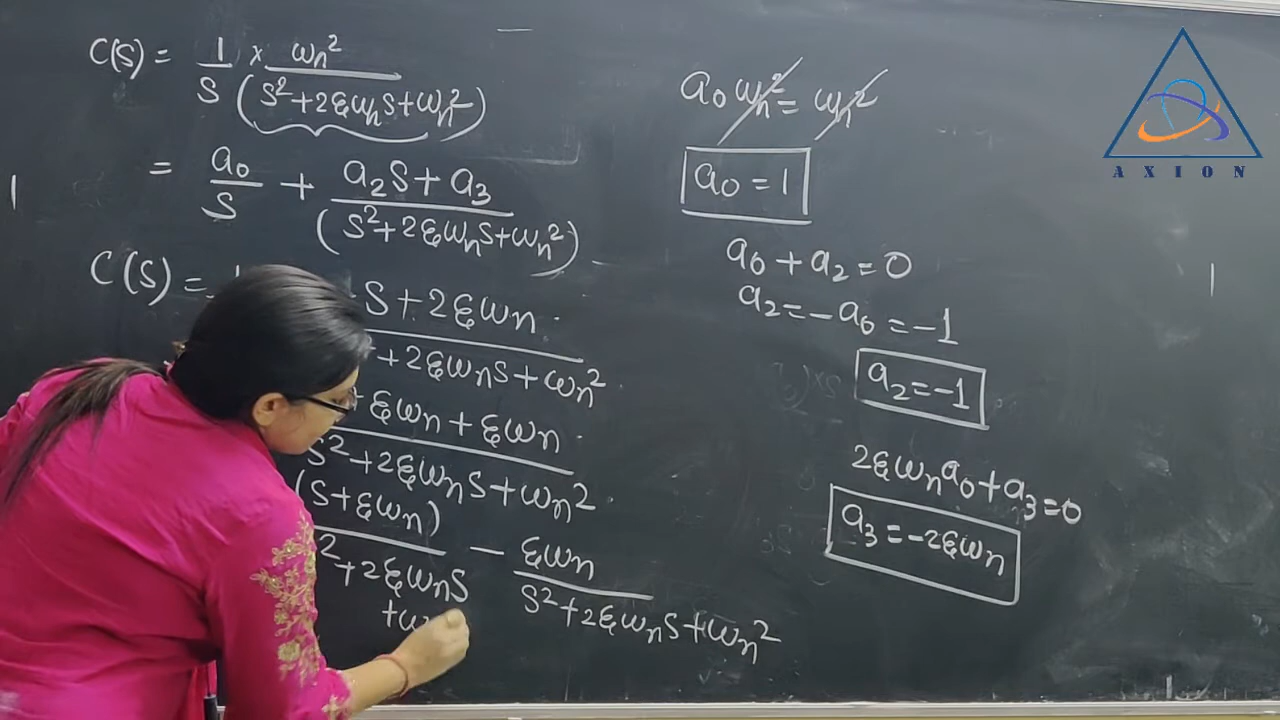 C(S) = 1/S × ωn²/(S²+2ξωnS+ωn²)
= a0/S + (a2S+a3)/(S²+2ξωnS+ωn²)
C(S) =
S+2ξωn
+2ξωnS+ωn²
ξωn+ξωn
S²+2ξωnS+ωn²
(S+ξωn) − ξωn/(S²+2ξωnS+ωn²)
²+2ξωnS
+ω
a0ωn² = ωn²
a0 = 1
a0+a2=0
a2=-a0=-1
a2=-1
2ξωna0+a3=0
a3=-2ξωn
AXION